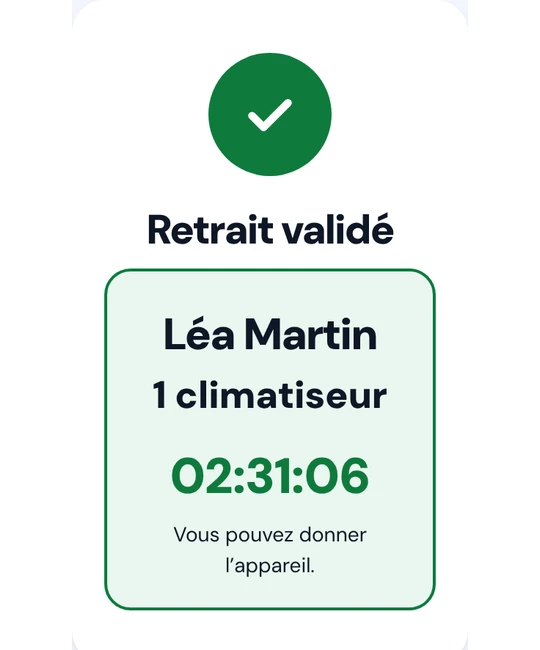 Retrait validé
Léa Martin
1 climatiseur
02:31:06
Vous pouvez donner
l’appareil.